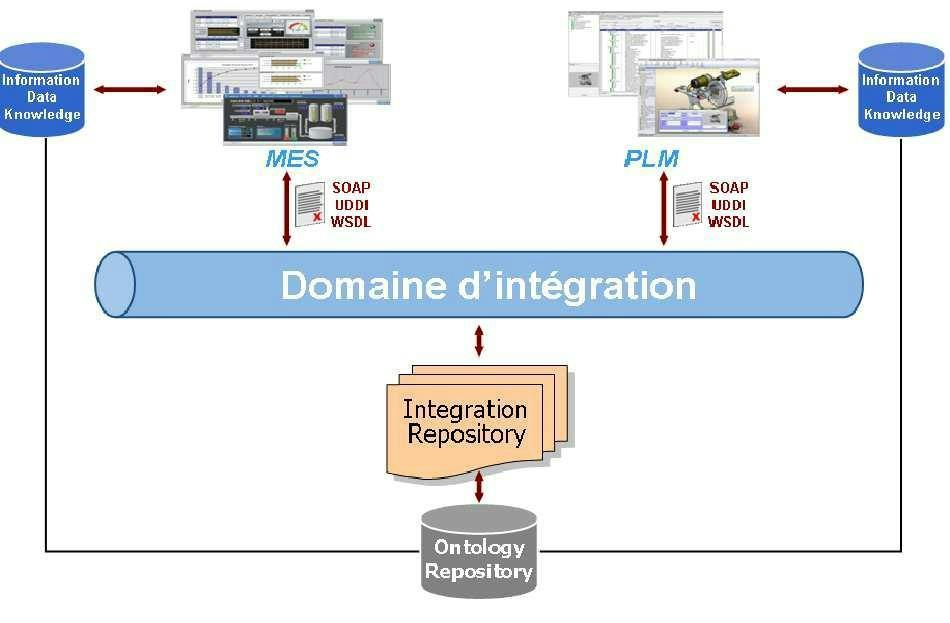 Information
Data
Knowledge
Information
Data
Knowledge
MES
PLM
SOAP
UDDI
WSDL
SOAP
UDDI
WSDL
Domaine d'intégration
Integration
Repository
Ontology
Repository